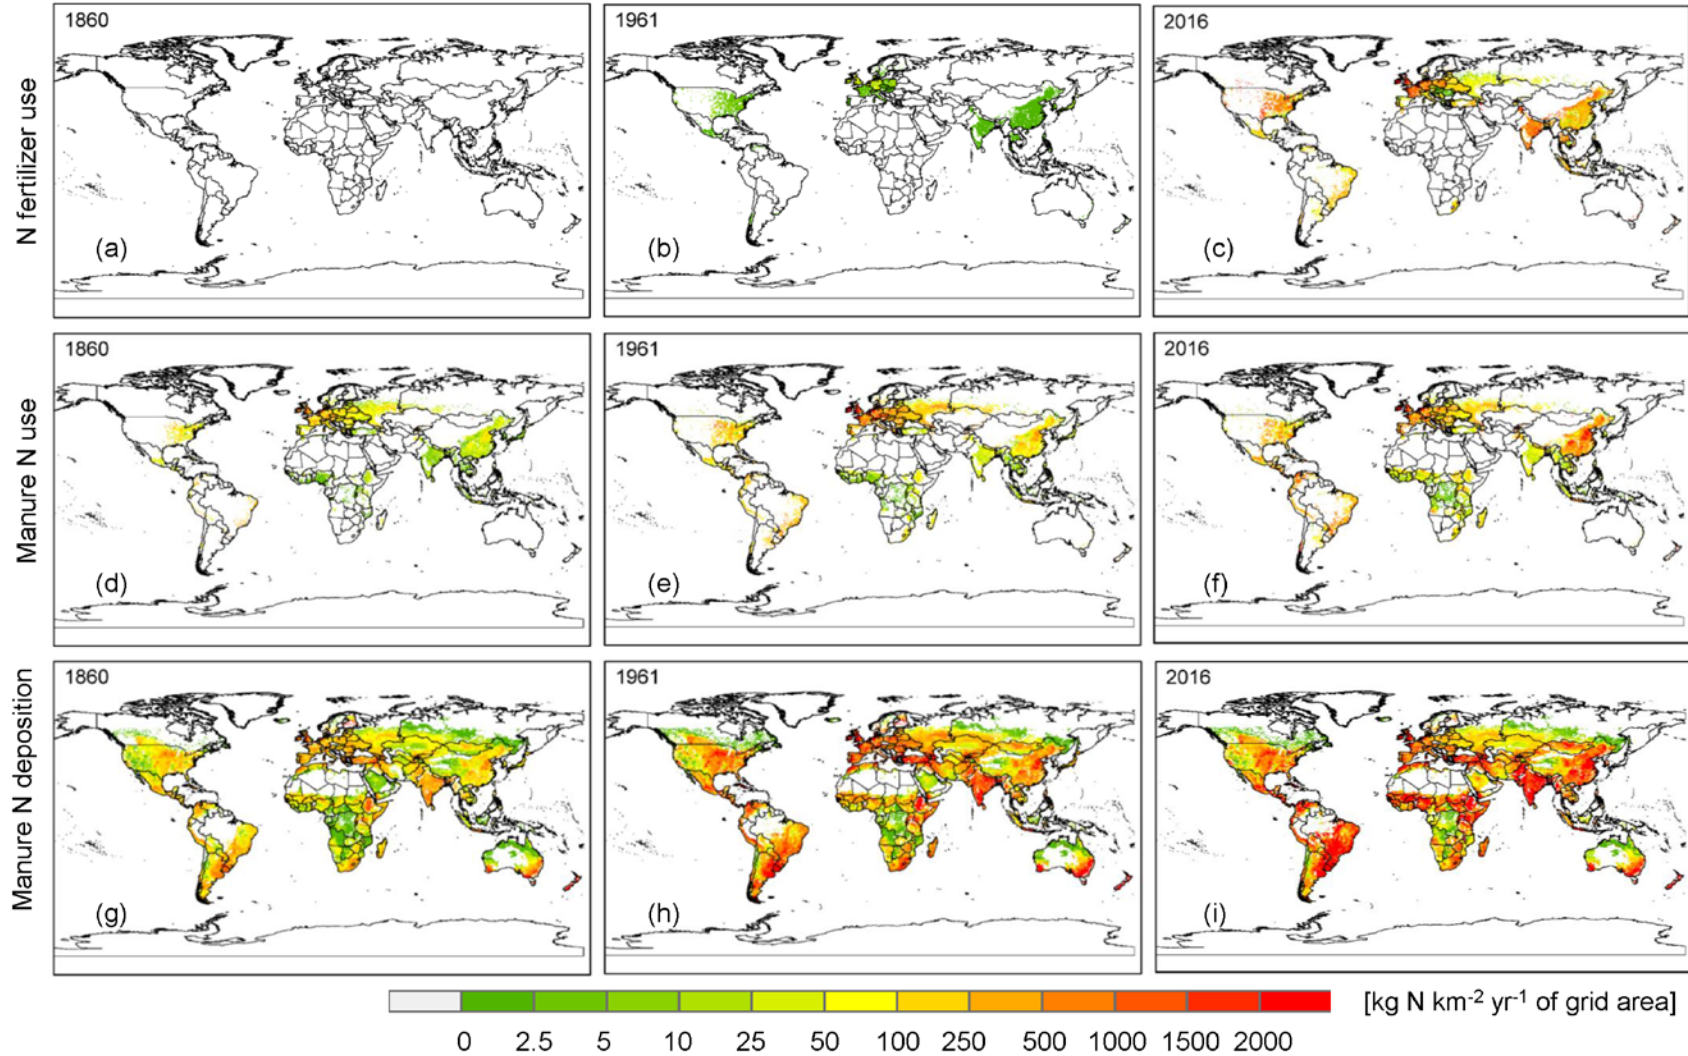 1860
1961
2016
N fertilizer use
(a)
(b)
(c)
1860
1961
2016
Manure N use
(d)
(e)
(f)
1860
1961
2016
Manure N deposition
(g)
(h)
(i)
[kg N km-2 yr-1 of grid area]
0 2.5 5 10 25 50 100 250 500 1000 1500 2000